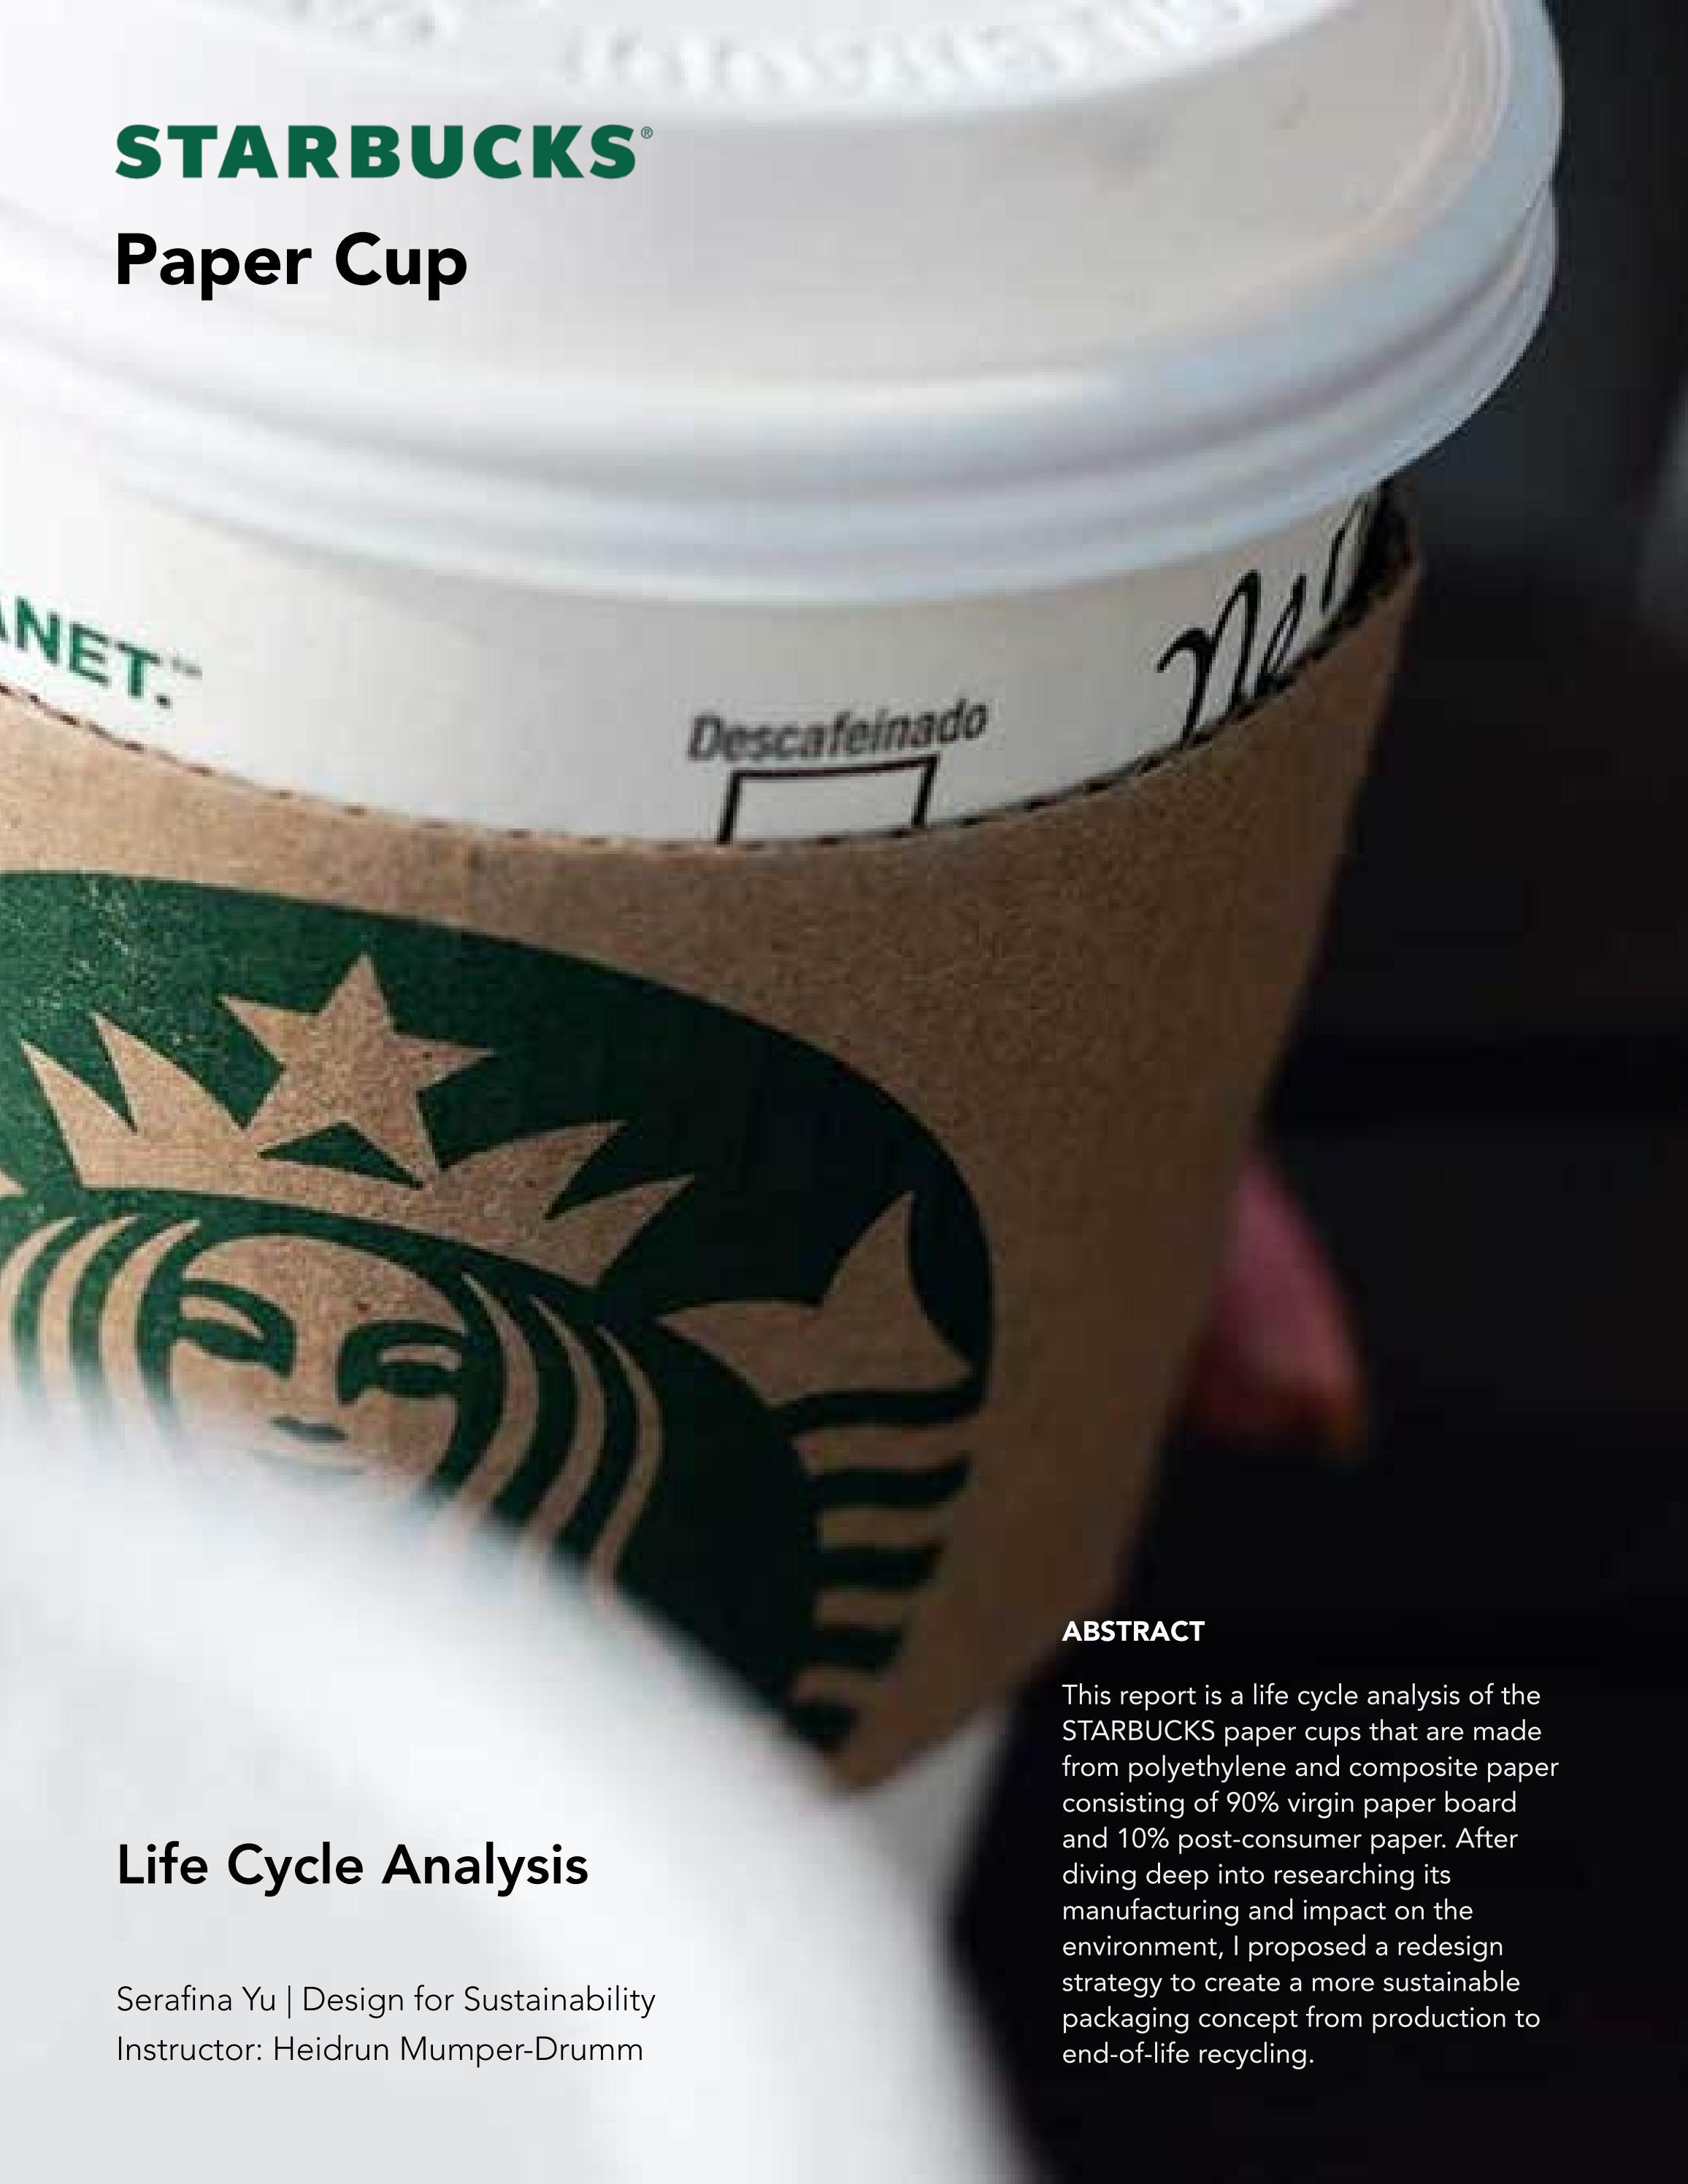 STARBUCKS®
Paper Cup
ANET.™
Descafeinado
Life Cycle Analysis
Serafina Yu | Design for Sustainability
Instructor: Heidrun Mumper-Drumm
ABSTRACT
This report is a life cycle analysis of the
STARBUCKS paper cups that are made
from polyethylene and composite paper
consisting of 90% virgin paper board
and 10% post-consumer paper. After
diving deep into researching its
manufacturing and impact on the
environment, I proposed a redesign
strategy to create a more sustainable
packaging concept from production to
end-of-life recycling.